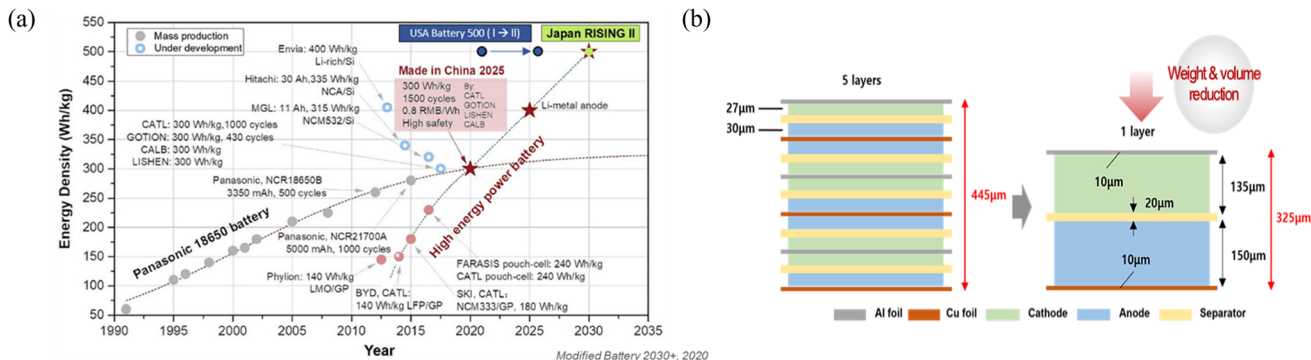 (a)
Energy Density (Wh/kg)
550
500
450
400
350
300
250
200
150
100
50
1990
1995
2000
2005
2010
2015
2020
2025
2030
2035
Year
Mass production
Under development
USA Battery 500 ( I → II )
Japan RISING II
Envia: 400 Wh/kg
Li-rich/Si
Hitachi: 30 Ah,335 Wh/kg
NCA/Si
MGL: 11 Ah, 315 Wh/kg
NCM532/Si
CATL: 300 Wh/kg,1000 cycles
GOTION: 300 Wh/kg, 430 cycles
CALB: 300 Wh/kg
LISHEN: 300 Wh/kg
Made in China 2025
300 Wh/kg
1500 cycles
0.8 RMB/Wh
High safety
By:
CATL
GOTION
LISHEN
CALB
Li-metal anode
Panasonic, NCR18650B
3350 mAh, 500 cycles
Panasonic 18650 battery
Panasonic, NCR21700A
5000 mAh, 1000 cycles
High energy power battery
Phylion: 140 Wh/kg
LMO/GP
BYD, CATL:
140 Wh/kg LFP/GP
FARASIS pouch-cell: 240 Wh/kg
CATL pouch-cell: 240 Wh/kg
SKI, CATL:
NCM333/GP, 180 Wh/kg
Modified Battery 2030+, 2020
(b)
5 layers
27μm
30μm
445μm
Weight & volume
reduction
1 layer
10μm
20μm
10μm
135μm
150μm
325μm
Al foil
Cu foil
Cathode
Anode
Separator